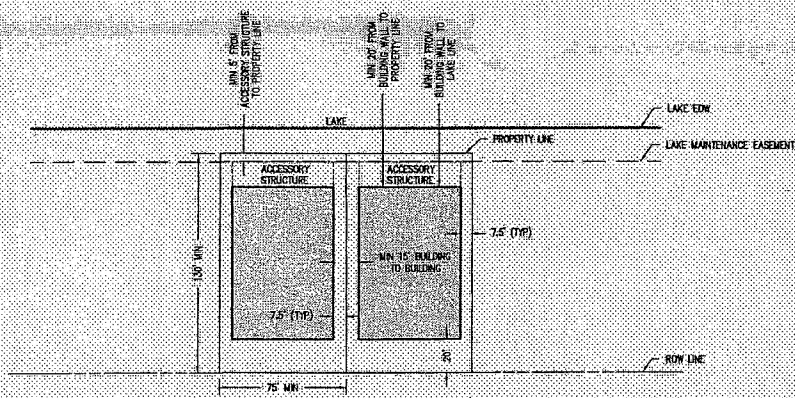 MIN 5' FROM
ACCESSORY STRUCTURE
TO PROPERTY LINE
MIN 20' FROM
BUILDING WALL TO
PROPERTY LINE
MIN 20' FROM
BUILDING WALL TO
LAKE LINE
LAKE
LAKE EOW
PROPERTY LINE
LAKE MAINTENANCE EASEMENT
ACCESSORY
STRUCTURE
ACCESSORY
STRUCTURE
130' MIN
7.5' (TYP)
MIN 15' BUILDING
TO BUILDING
7.5' (TYP)
20'
ROW LINE
75' MIN